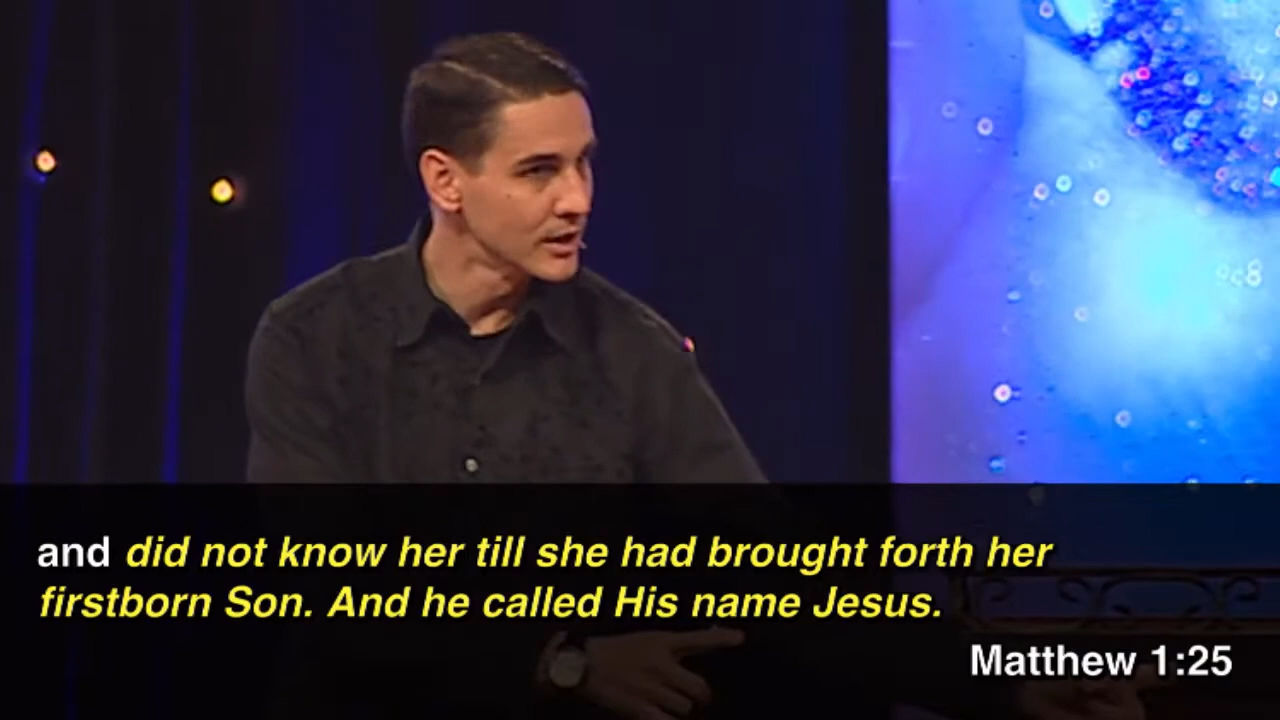 and did not know her till she had brought forth her
firstborn Son. And he called His name Jesus.
Matthew 1:25